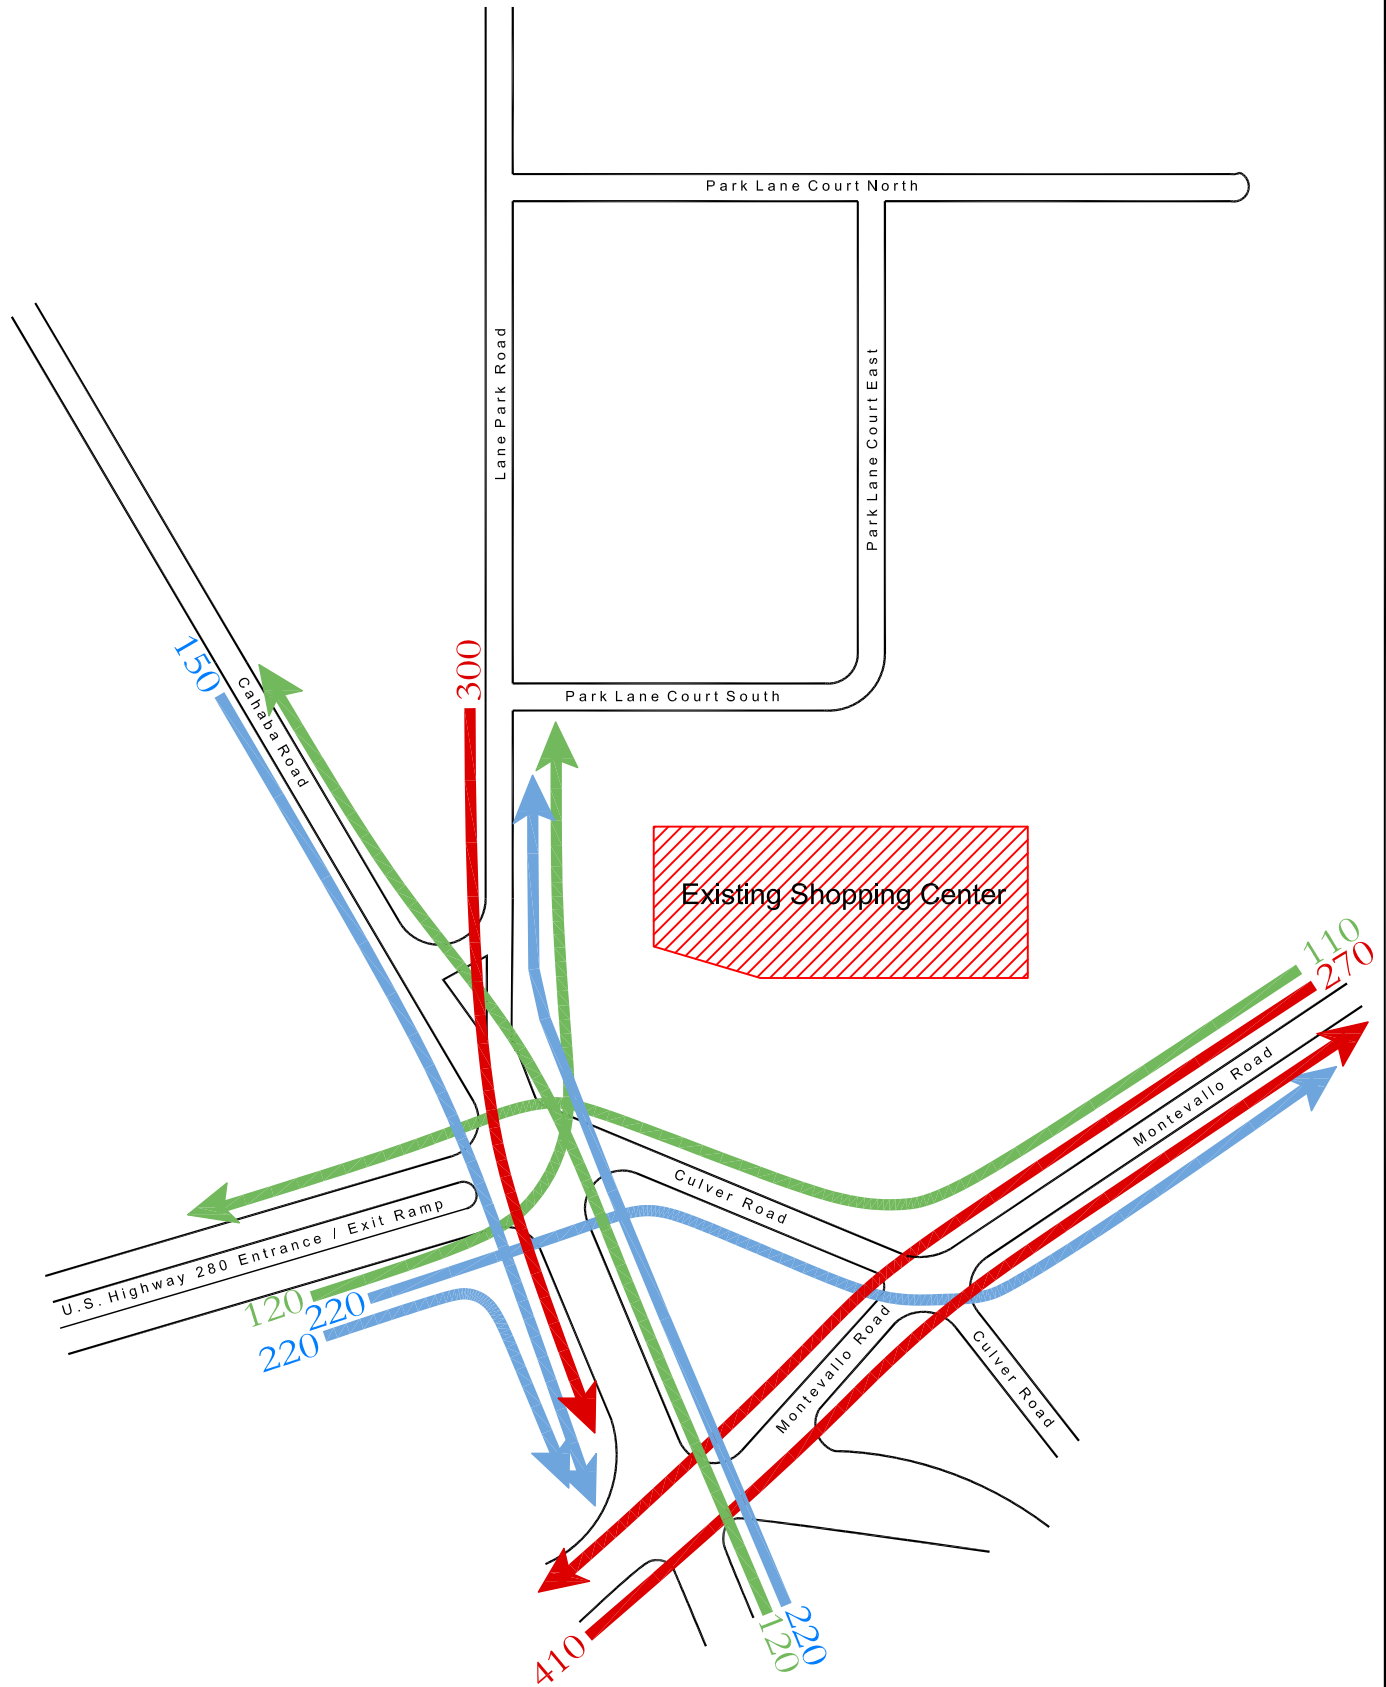 Park Lane Court North
Lane Park Road
Park Lane Court East
150
300
Cahaba Road
Park Lane Court South
Existing Shopping Center
110
270
Montevallo Road
Culver Road
U.S. Highway 280 Entrance / Exit Ramp
120
220
220
Montevallo Road
Culver Road
410
120
220